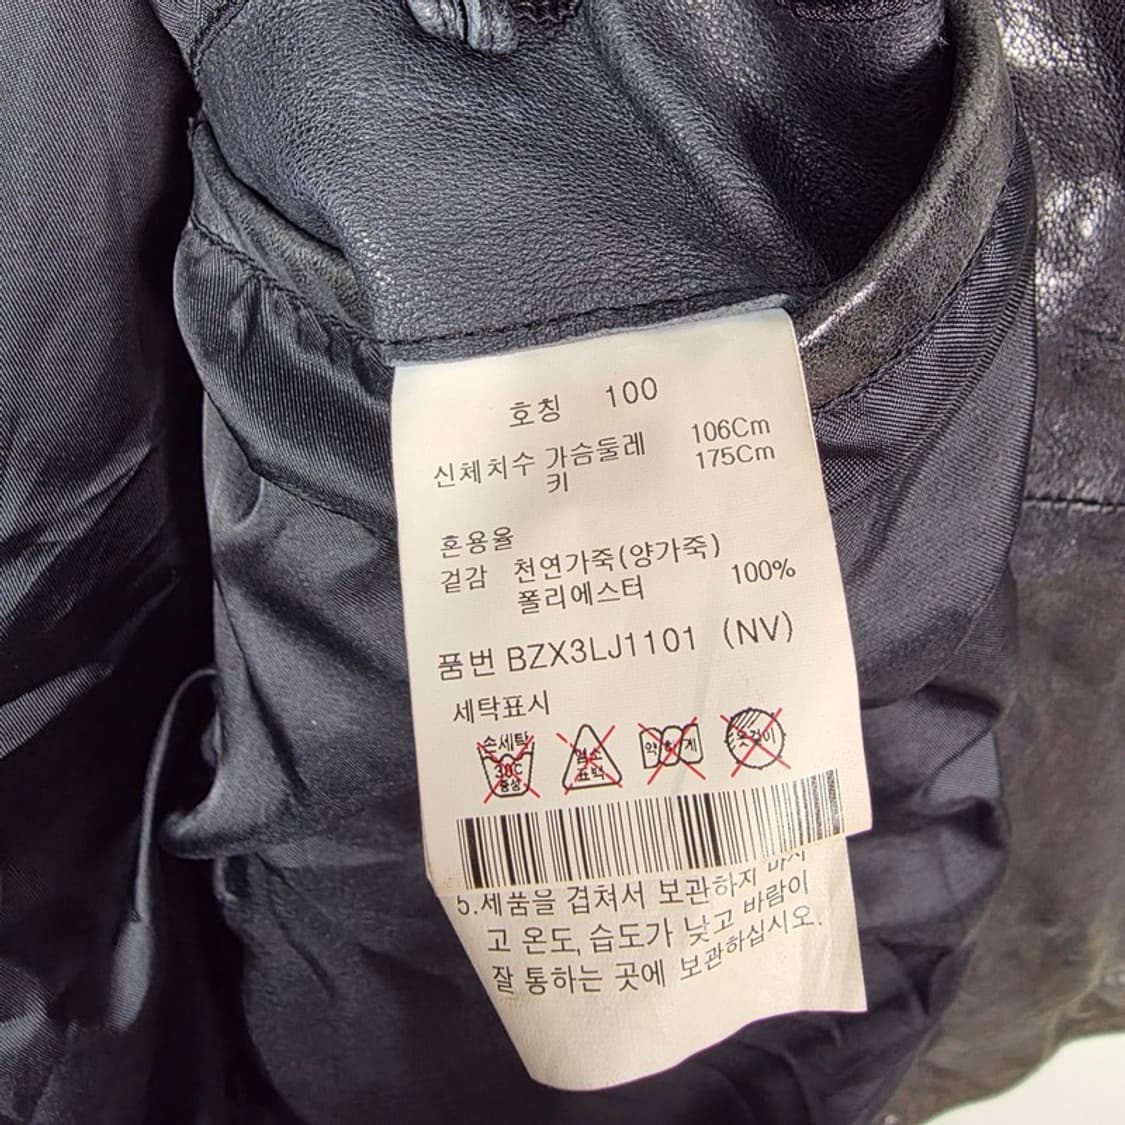 호칭 100
신체치수 가슴둘레 106Cm
키 175Cm
혼용율
겉감 천연가죽(양가죽)
폴리에스터 100%
품번 BZX3LJ1101 (NV)
세탁표시
손세탁 30C 중성
염소 표백
약하게
옷걸이
5.세품을 겹쳐서 보관하지 마시
고 온도, 습도가 낮고 바람이
잘 통하는 곳에 보관하십시오.